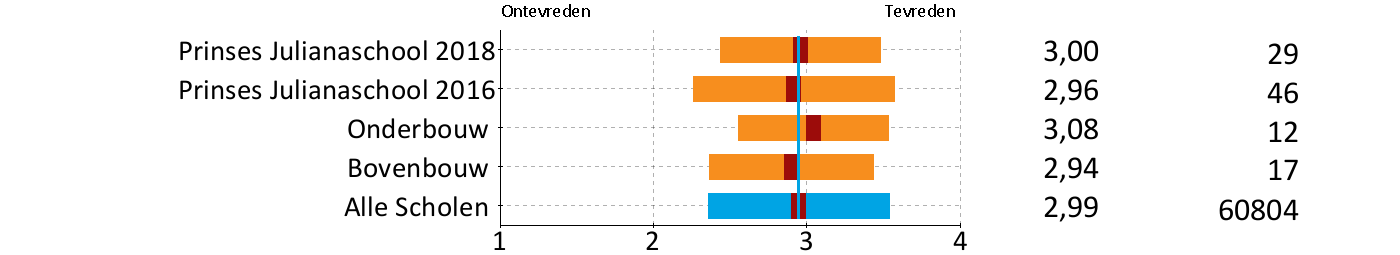 Ontevreden Tevreden
Prinses Julianaschool 2018 3,00 29
Prinses Julianaschool 2016 2,96 46
Onderbouw 3,08 12
Bovenbouw 2,94 17
Alle Scholen 2,99 60804
1 2 3 4